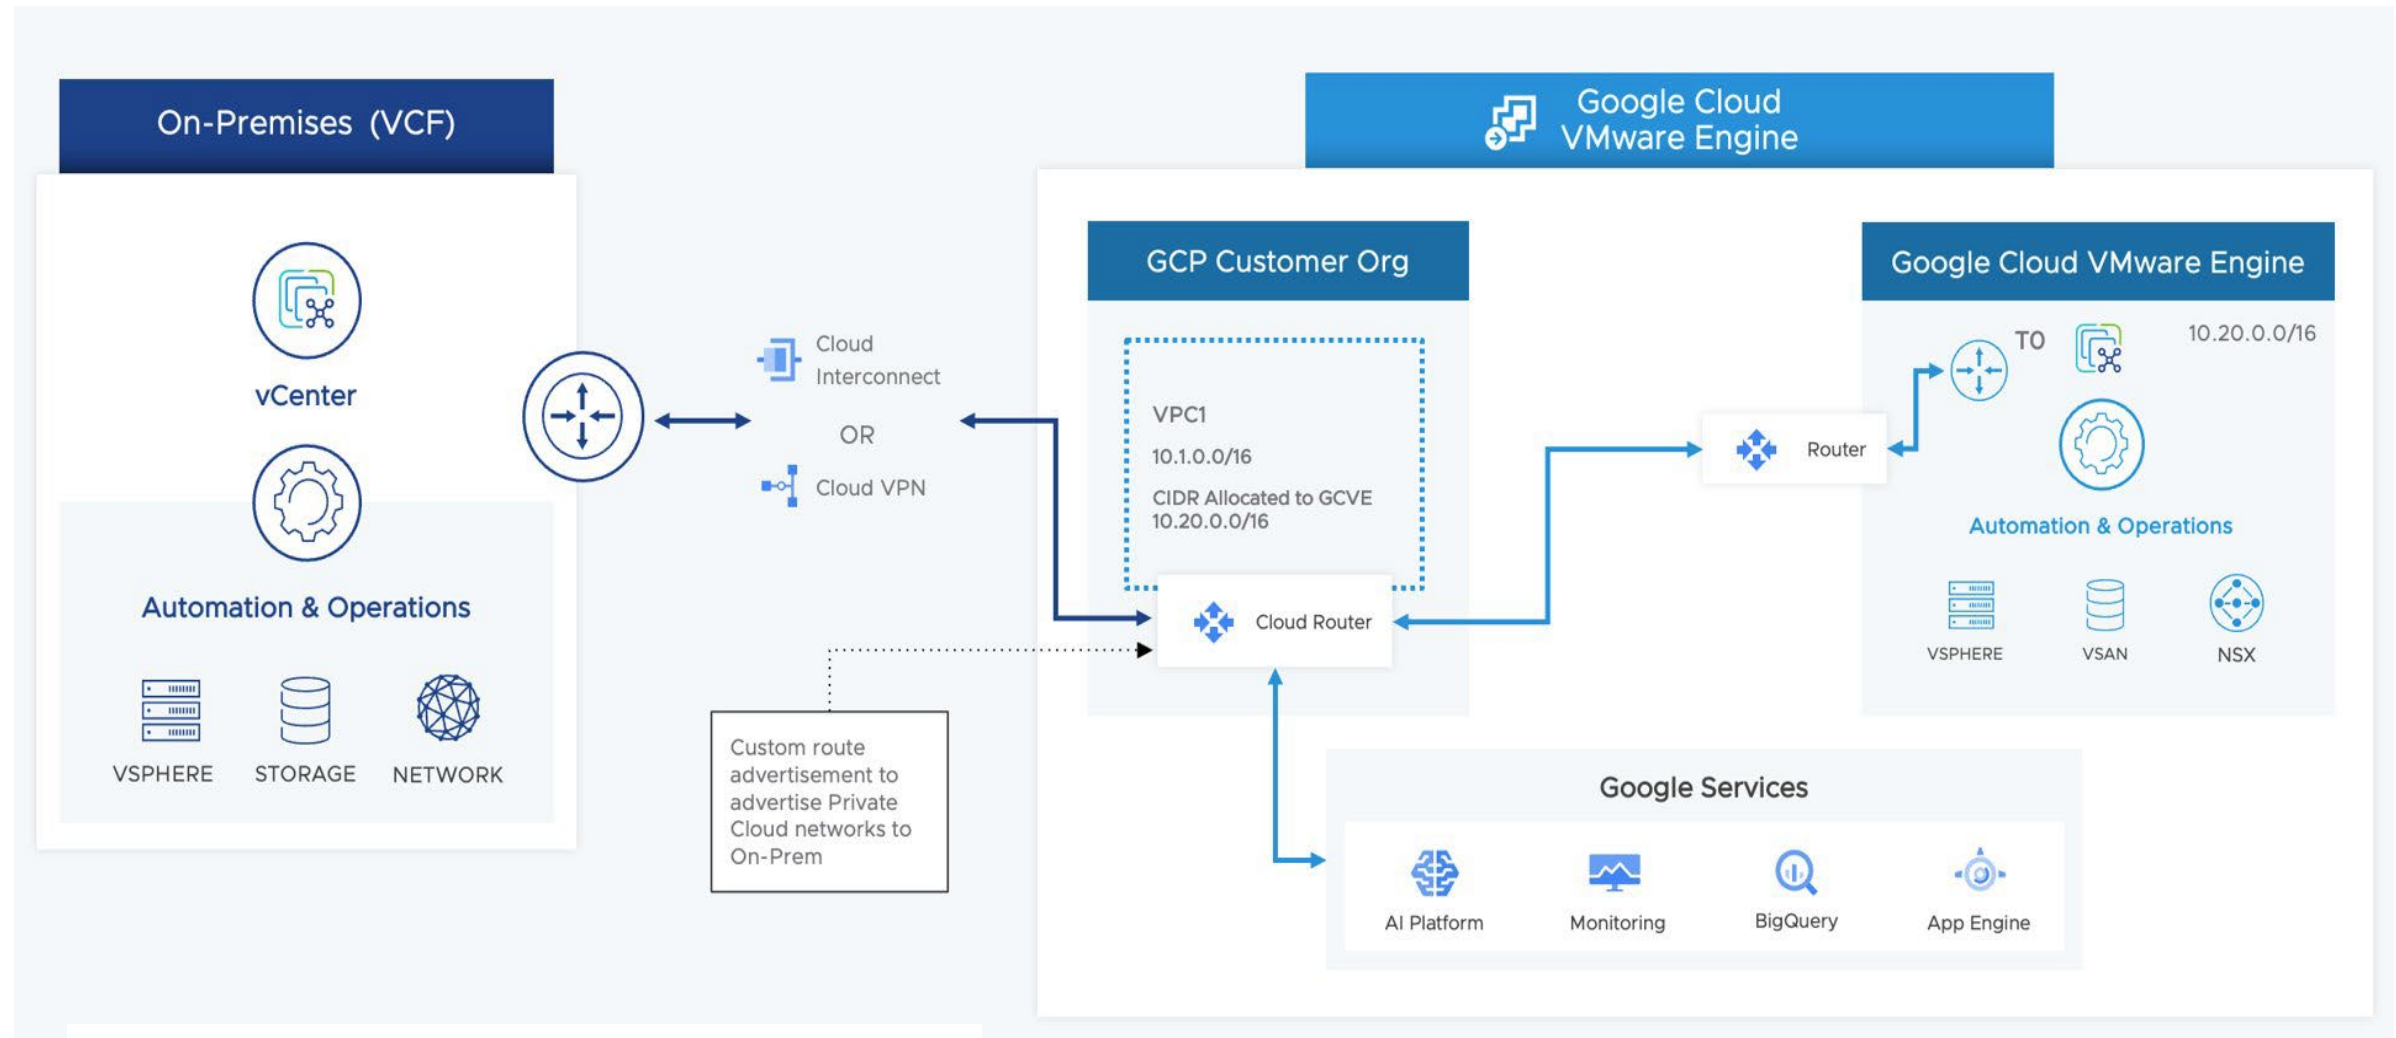 On-Premises (VCF)
vCenter
Automation & Operations
VSPHERE
STORAGE
NETWORK
Cloud
Interconnect
OR
Cloud VPN
Custom route
advertisement to
advertise Private
Cloud networks to
On-Prem
Google Cloud
VMware Engine
GCP Customer Org
VPC1
10.1.0.0/16
CIDR Allocated to GCVE
10.20.0.0/16
Cloud Router
Router
Google Cloud VMware Engine
TO
10.20.0.0/16
Automation & Operations
VSPHERE
VSAN
NSX
Google Services
AI Platform
Monitoring
BigQuery
App Engine